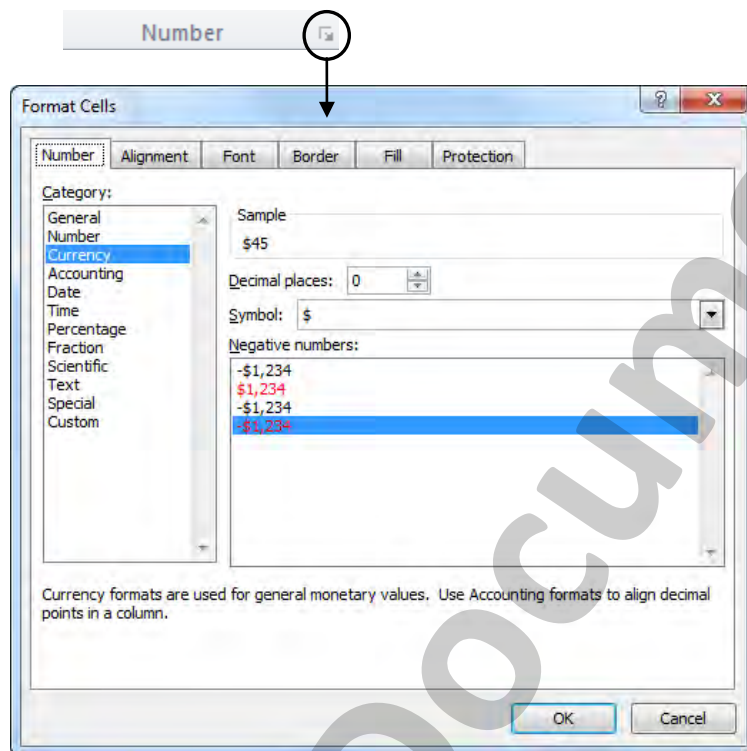 Number
Format Cells
Number Alignment Font Border Fill Protection
Category:
General
Number
Currency
Accounting
Date
Time
Percentage
Fraction
Scientific
Text
Special
Custom
Sample
$45
Decimal places: 0
Symbol: $
Negative numbers:
-$1,234
$1,234
-$1,234
-$1,234
Currency formats are used for general monetary values. Use Accounting formats to align decimal
points in a column.
OK Cancel